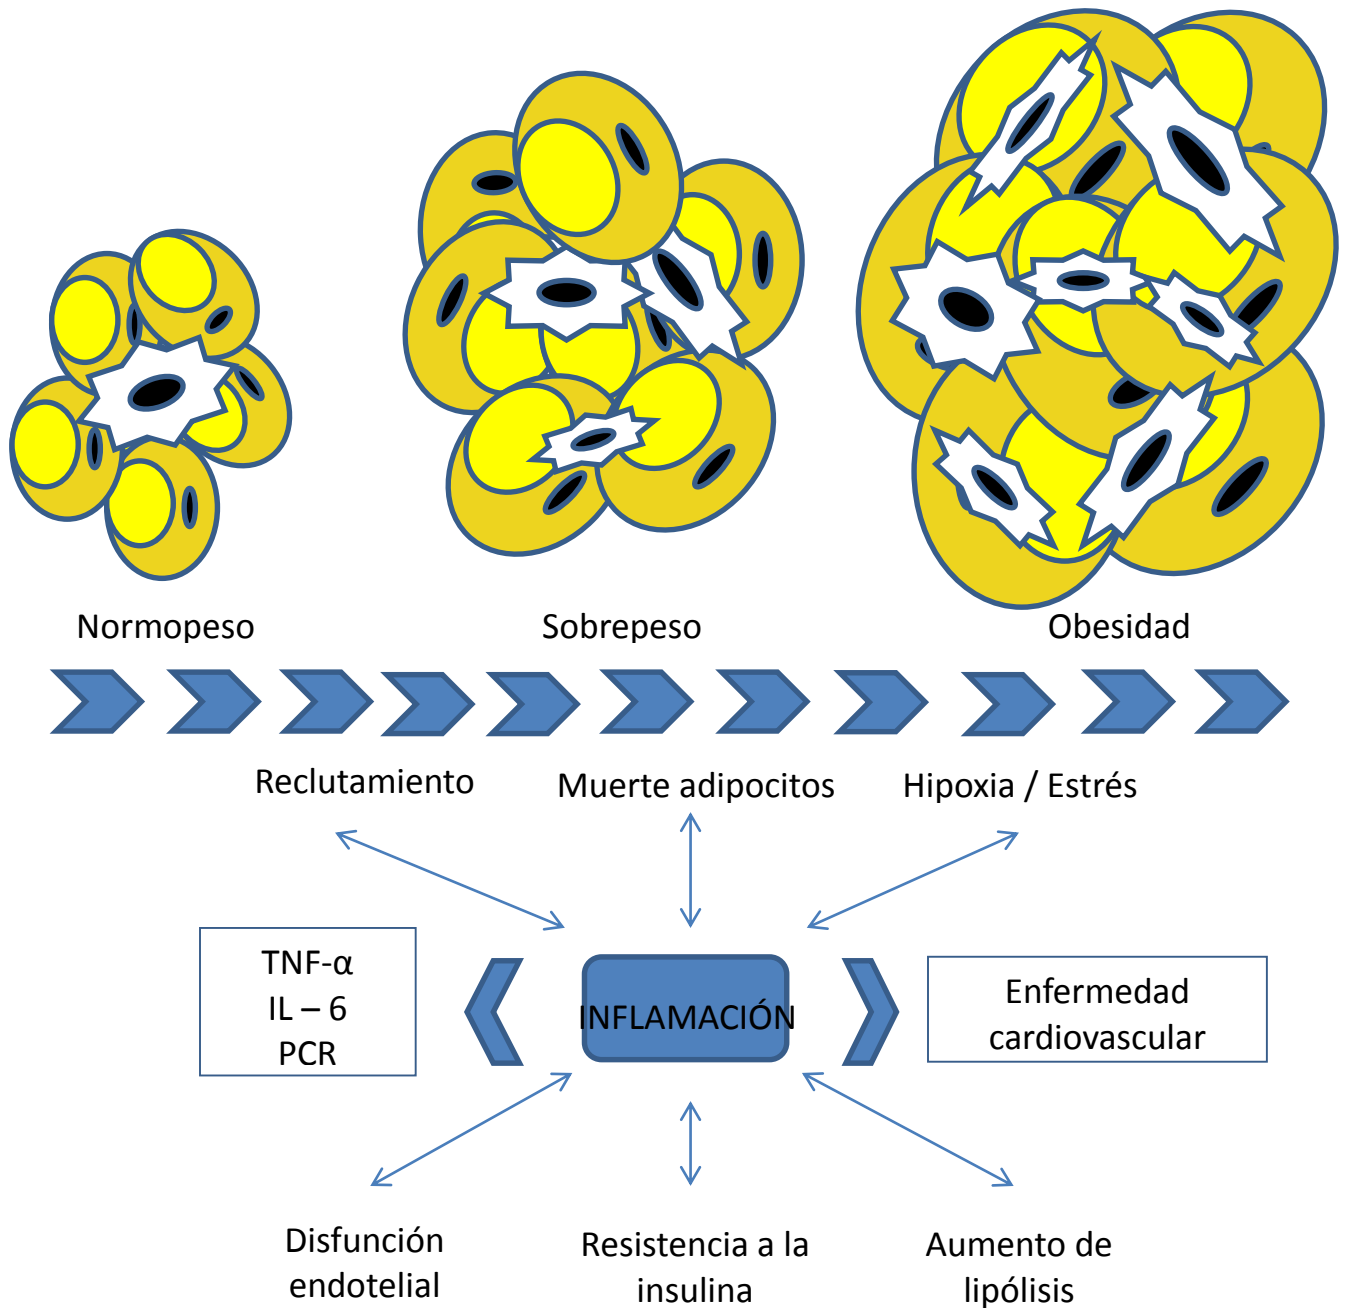 Normopeso
Sobrepeso
Obesidad
Reclutamiento
Muerte adipocitos
Hipoxia / Estrés
TNF-α
IL – 6
PCR
INFLAMACIÓN
Enfermedad
cardiovascular
Disfunción
endotelial
Resistencia a la
insulina
Aumento de
lipólisis